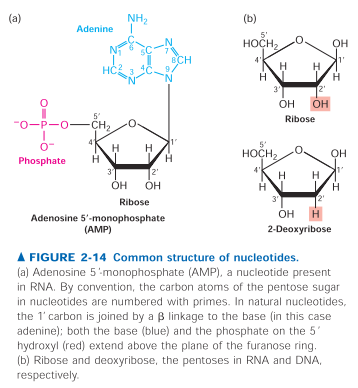 (a)
(b)
NH₂
Adenine
C
6
N
1
5
C
N
7
HC
2
8
CH
3
N
4
C
9
N
O
⁻O—P—O—CH₂
5′
O
O⁻
Phosphate
4′
1′
H
H
H
H
3′
2′
OH
OH
Ribose
Adenosine 5′-monophosphate
(AMP)
5′
HOCH₂
O
OH
4′
1′
H
H
H
H
3′
2′
OH
OH
Ribose
5′
HOCH₂
O
OH
4′
1′
H
H
H
H
3′
2′
OH
H
2-Deoxyribose
▲ FIGURE 2-14 Common structure of nucleotides.
(a) Adenosine 5′-monophosphate (AMP), a nucleotide present
in RNA. By convention, the carbon atoms of the pentose sugar
in nucleotides are numbered with primes. In natural nucleotides,
the 1′ carbon is joined by a β linkage to the base (in this case
adenine); both the base (blue) and the phosphate on the 5′
hydroxyl (red) extend above the plane of the furanose ring.
(b) Ribose and deoxyribose, the pentoses in RNA and DNA,
respectively.